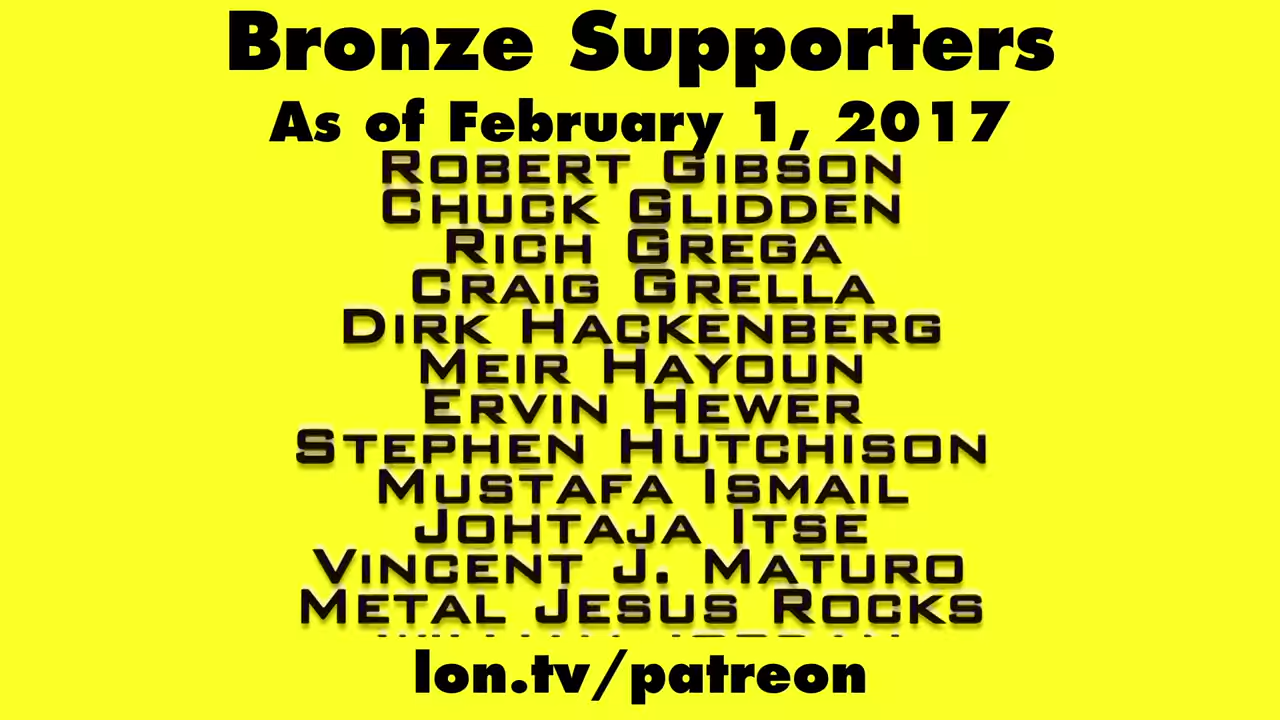 Bronze Supporters
As of February 1, 2017
Robert Gibson
Chuck Glidden
Rich Grega
Craig Grella
Dirk Hackenberg
Meir Hayoun
Ervin Hewer
Stephen Hutchison
Mustafa Ismail
Johtaja Itse
Vincent J. Maturo
Metal Jesus Rocks
lon.tv/patreon